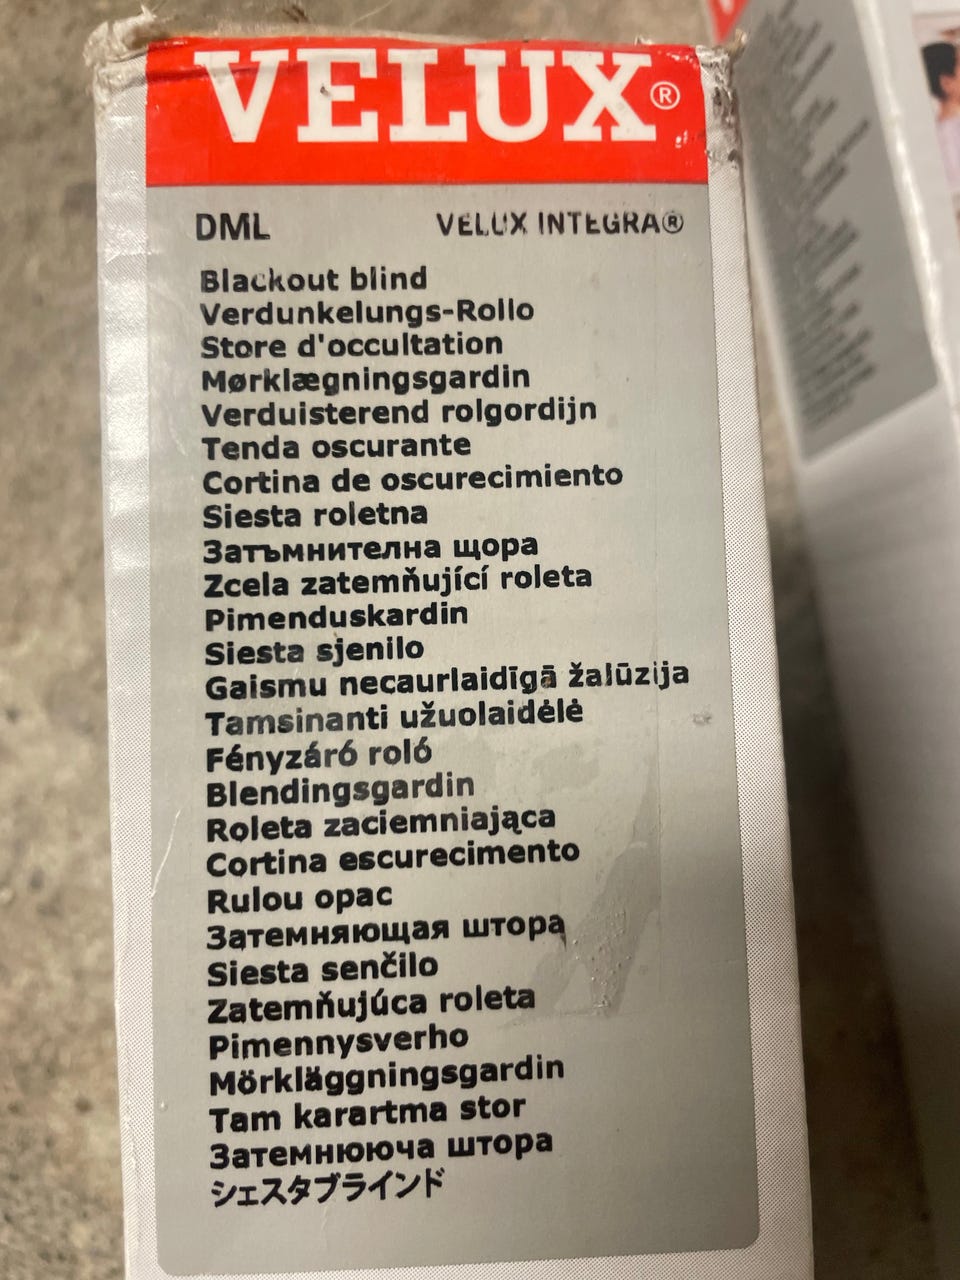 VELUX®
DML VELUX INTEGRA®
Blackout blind
Verdunkelungs-Rollo
Store d'occultation
Mørklægningsgardin
Verduisterend rolgordijn
Tenda oscurante
Cortina de oscurecimiento
Siesta roletna
Затъмнителна щора
Zcela zatemňující roleta
Pimenduskardin
Siesta sjenilo
Gaismu necaurlaidīgā žalūzija
Tamsinanti užuolaidėlė
Fényzáró roló
Blendingsgardin
Roleta zaciemniająca
Cortina escurecimento
Rulou opac
Затемняющая штора
Siesta senčilo
Zatemňujúca roleta
Pimennysverho
Mörkläggningsgardin
Tam karartma stor
Затемнююча штора
シェスタブラインド